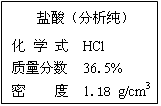 盐酸（分析纯）
化 学 式 HCl
质量分数 36.5%
密 度 1.18 g/cm³